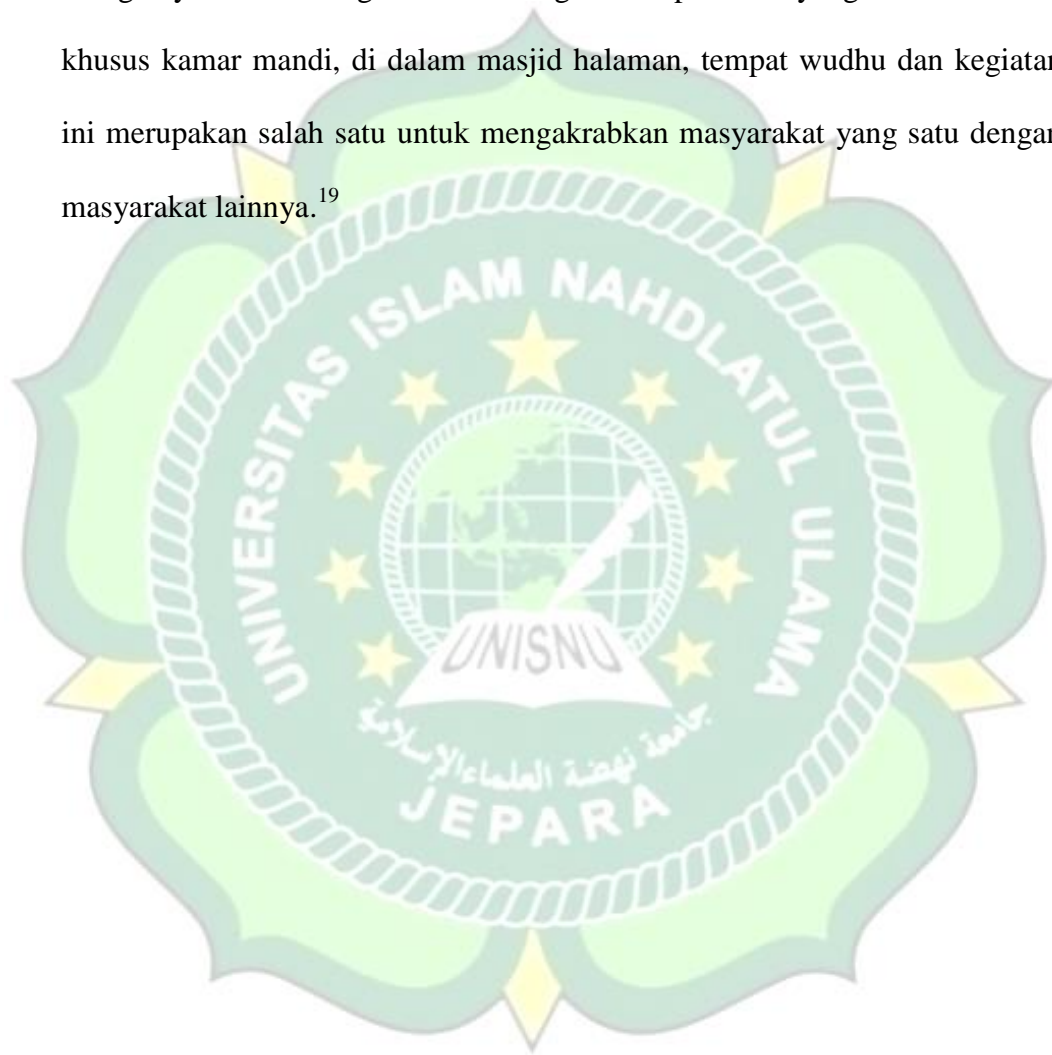 khusus kamar mandi, di dalam masjid halaman, tempat wudhu dan kegiatan
ini merupakan salah satu untuk mengakrabkan masyarakat yang satu dengan
masyarakat lainnya.19
UNIVERSITAS ISLAM NAHDLATUL ULAMA
UNISNU
جامعة نهضة العلماء الإسلامية
JEPARA